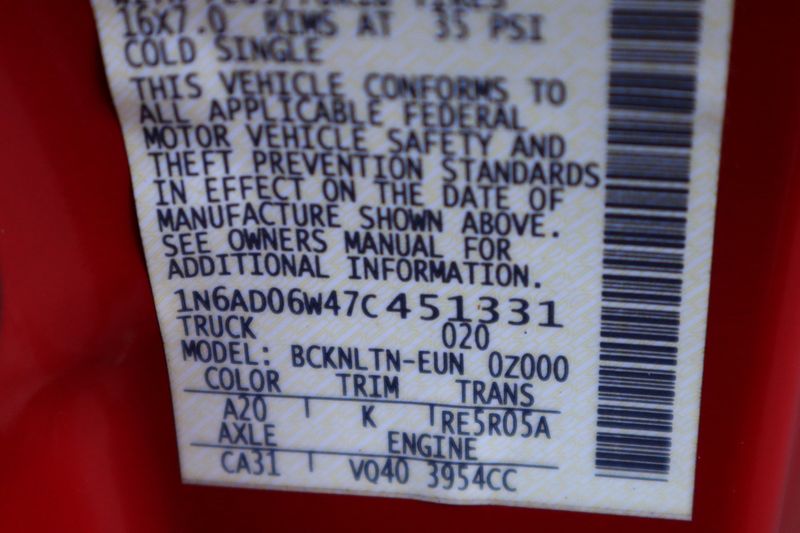 16X7.0 RIMS AT 35 PSI
COLD SINGLE
THIS VEHICLE CONFORMS TO
ALL APPLICABLE FEDERAL
MOTOR VEHICLE SAFETY AND
THEFT PREVENTION STANDARDS
IN EFFECT ON THE DATE OF
MANUFACTURE SHOWN ABOVE.
SEE OWNERS MANUAL FOR
ADDITIONAL INFORMATION.
1N6AD06W47C451331
TRUCK 020
MODEL: BCKNLTN-EUN 0Z000
COLOR TRIM TRANS
A20 K RE5R05A
AXLE ENGINE
CA31 VQ40 3954CC